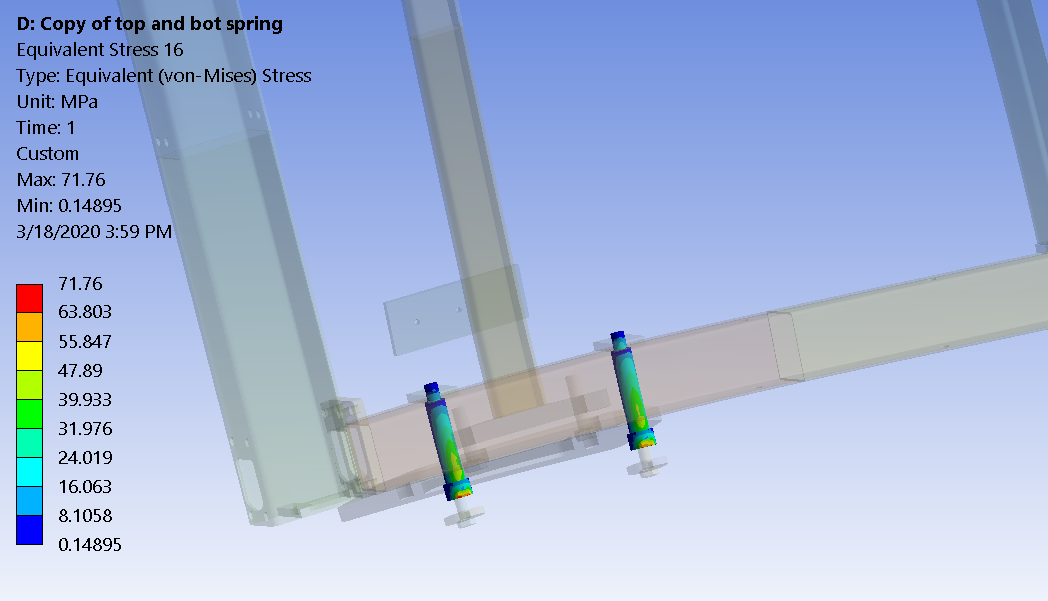 D: Copy of top and bot spring
Equivalent Stress 16
Type: Equivalent (von-Mises) Stress
Unit: MPa
Time: 1
Custom
Max: 71.76
Min: 0.14895
3/18/2020 3:59 PM
71.76
63.803
55.847
47.89
39.933
31.976
24.019
16.063
8.1058
0.14895